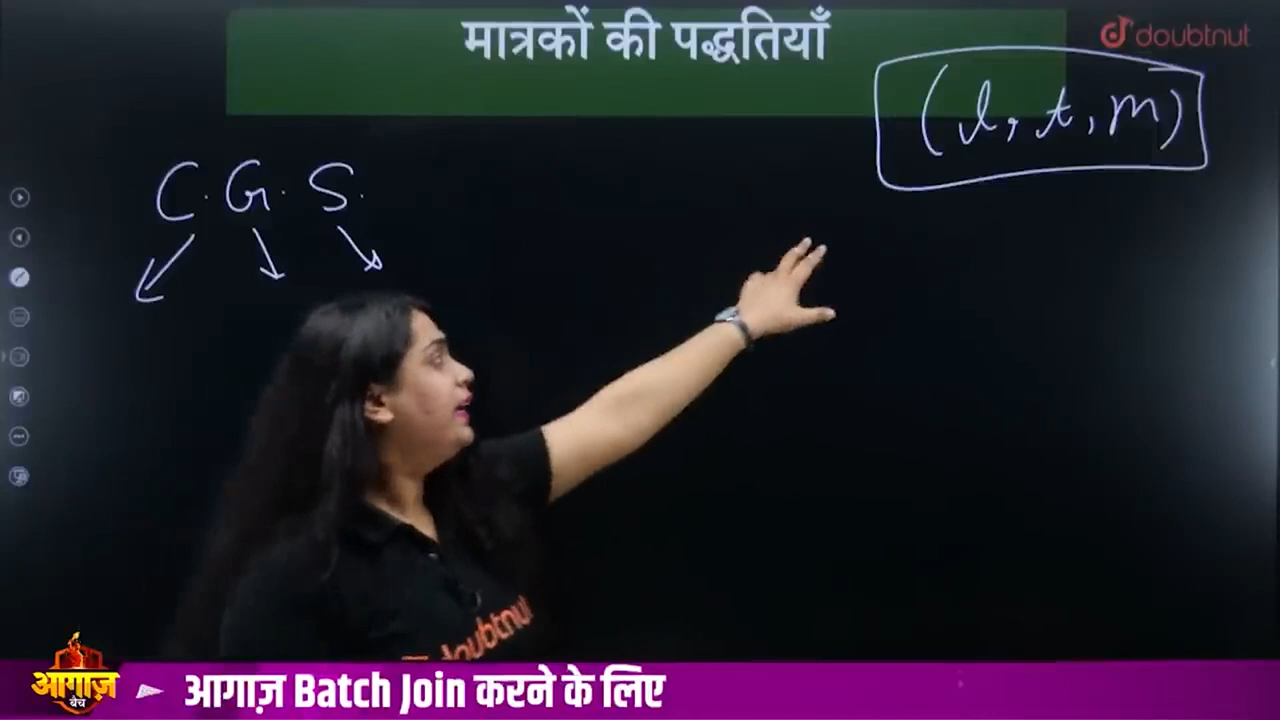 मात्रकों की पद्धतियाँ
doubtnut
(l, t, m)
C. G. S.
doubtnut
आगाज़
बैच
आगाज़ Batch Join करने के लिए